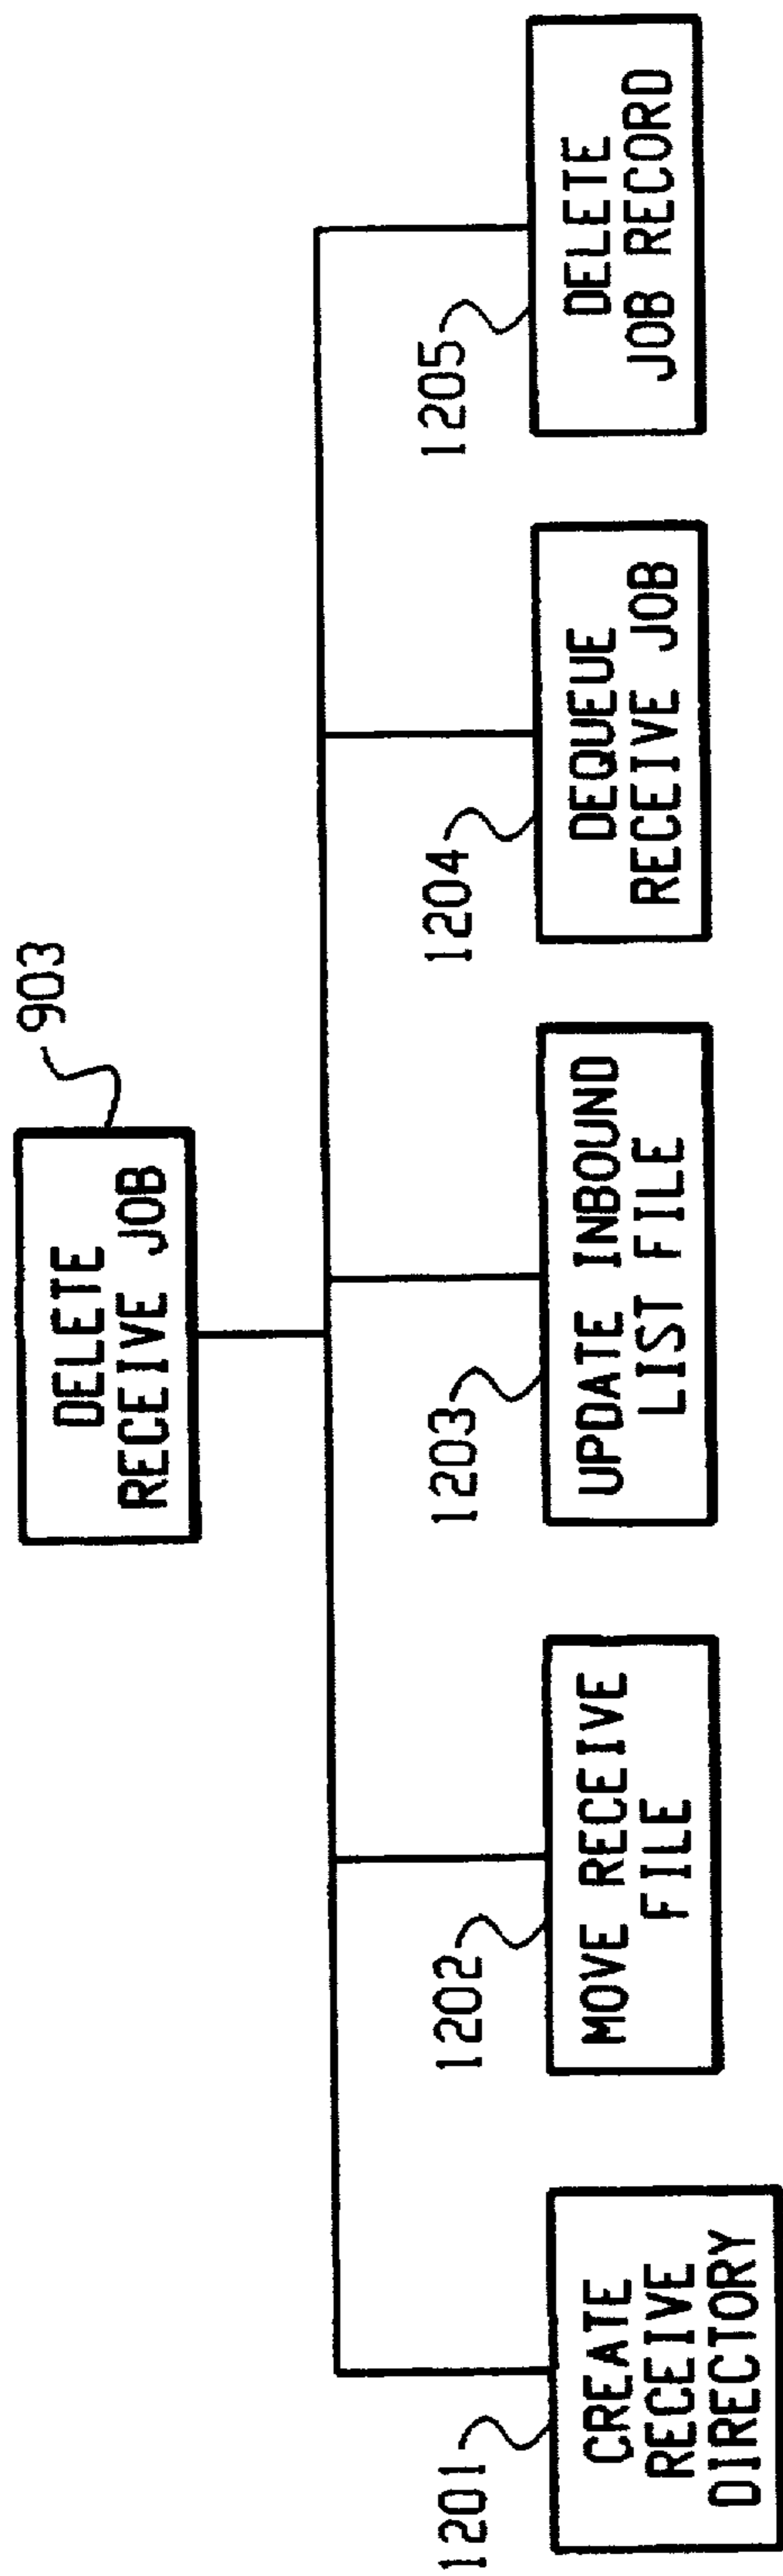 DELETE
RECEIVE JOB
903
1201
CREATE
RECEIVE
DIRECTORY
1202
MOVE RECEIVE
FILE
1203
UPDATE INBOUND
LIST FILE
1204
DEQUEUE
RECEIVE JOB
1205
DELETE
JOB RECORD